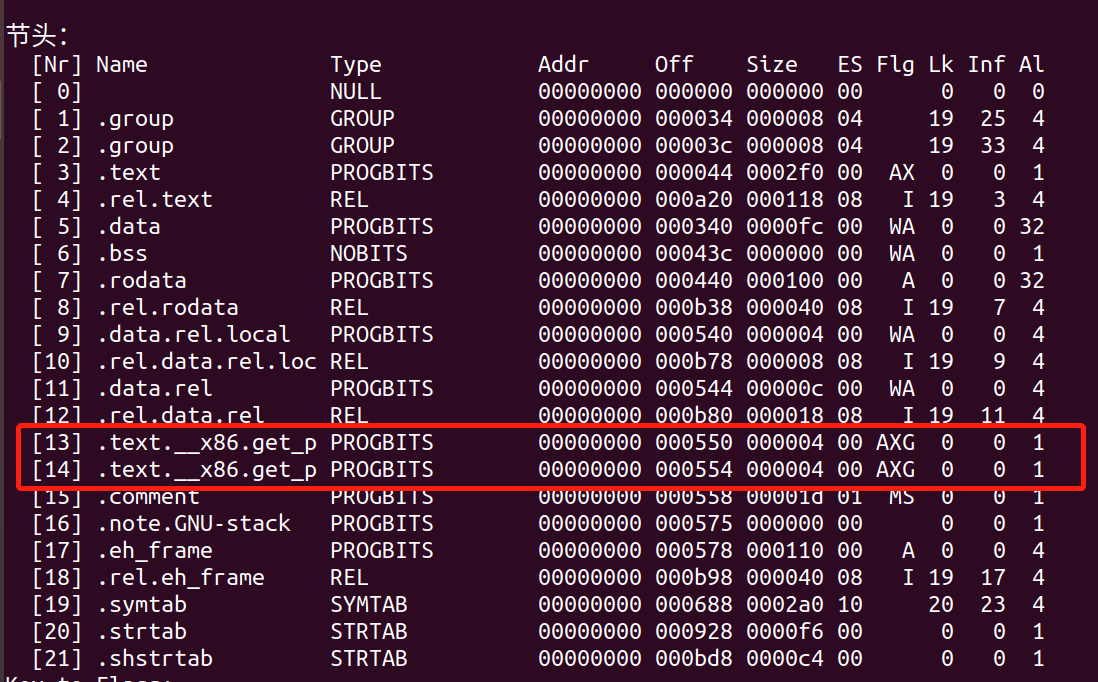 节头：
[Nr] Name Type Addr Off Size ES Flg Lk Inf Al
[ 0] NULL 00000000 000000 000000 00 0 0 0
[ 1] .group GROUP 00000000 000034 000008 04 19 25 4
[ 2] .group GROUP 00000000 00003c 000008 04 19 33 4
[ 3] .text PROGBITS 00000000 000044 0002f0 00 AX 0 0 1
[ 4] .rel.text REL 00000000 000a20 000118 08 I 19 3 4
[ 5] .data PROGBITS 00000000 000340 0000fc 00 WA 0 0 32
[ 6] .bss NOBITS 00000000 00043c 000000 00 WA 0 0 1
[ 7] .rodata PROGBITS 00000000 000440 000100 00 A 0 0 32
[ 8] .rel.rodata REL 00000000 000b38 000040 08 I 19 7 4
[ 9] .data.rel.local PROGBITS 00000000 000540 000004 00 WA 0 0 4
[10] .rel.data.rel.loc REL 00000000 000b78 000008 08 I 19 9 4
[11] .data.rel PROGBITS 00000000 000544 00000c 00 WA 0 0 4
[12] .rel.data.rel REL 00000000 000b80 000018 08 I 19 11 4
[13] .text.__x86.get_p PROGBITS 00000000 000550 000004 00 AXG 0 0 1
[14] .text.__x86.get_p PROGBITS 00000000 000554 000004 00 AXG 0 0 1
[15] .comment PROGBITS 00000000 000558 00001d 01 MS 0 0 1
[16] .note.GNU-stack PROGBITS 00000000 000575 000000 00 0 0 1
[17] .eh_frame PROGBITS 00000000 000578 000110 00 A 0 0 4
[18] .rel.eh_frame REL 00000000 000b98 000040 08 I 19 17 4
[19] .symtab SYMTAB 00000000 000688 0002a0 10 20 23 4
[20] .strtab STRTAB 00000000 000928 0000f6 00 0 0 1
[21] .shstrtab STRTAB 00000000 000bd8 0000c4 00 0 0 1
Key to Flags: